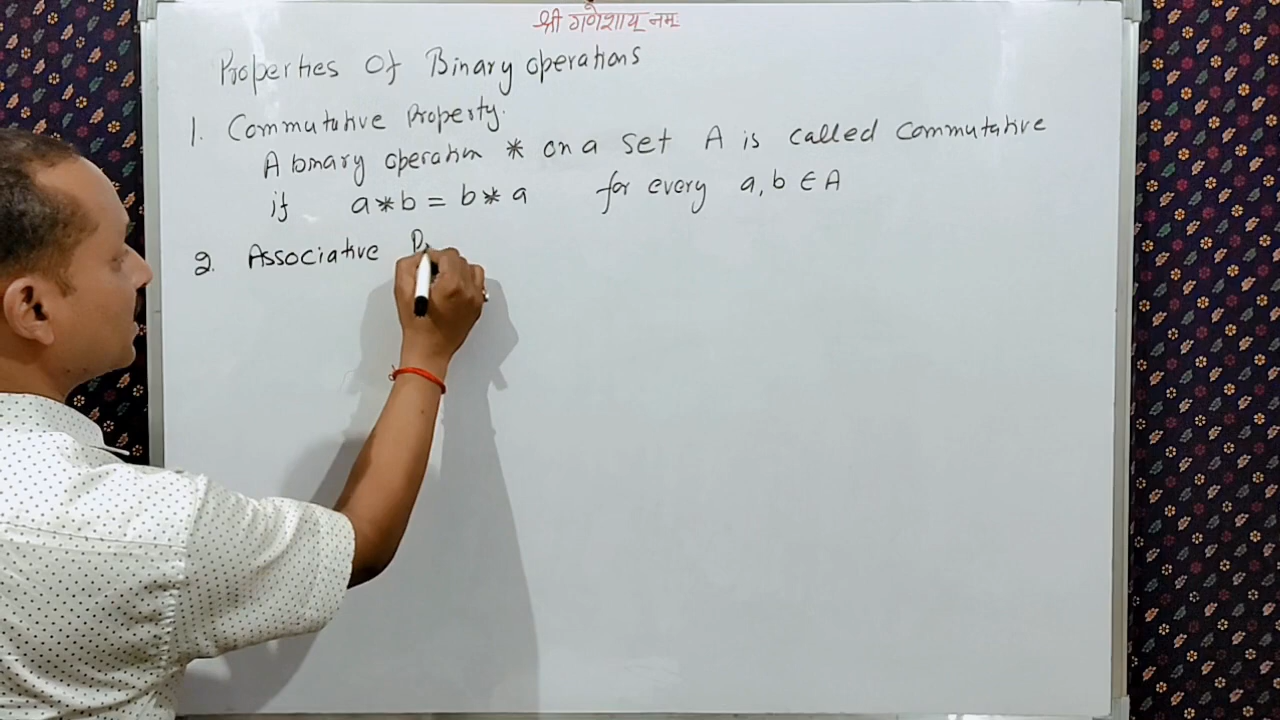 श्री गणेशाय नमः
Properties Of Binary operations
1. Commutative Property.
A binary operation * on a set A is called commutative
if a*b = b*a for every a, b ∈ A
2. Associative